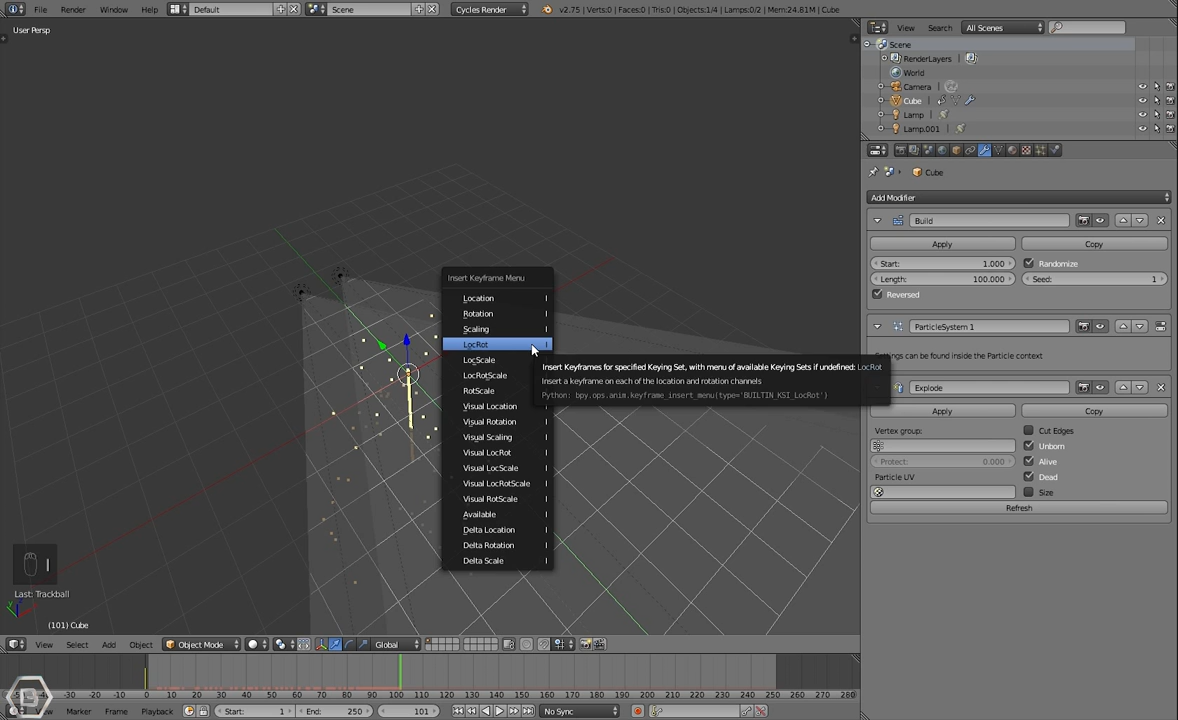 File Render Window Help Default Scene Cycles Render v2.75 | Verts:0 | Faces:0 | Tris:0 | Objects:1/4 | Lamps:0/2 | Mem:24.81M | Cube
User Persp
View Search All Scenes
Scene
RenderLayers
World
Camera
Cube
Lamp
Lamp.001
Cube
Add Modifier
Build
Apply Copy
Start: 1.000 Randomize Seed: 1
Length: 100.000
Reversed
ParticleSystem 1
Settings can be found inside the Particle context
Explode
Apply Copy
Vertex group: Cut Edges
Unborn
Protect: 0.000 Alive
Particle UV Dead
Size
Refresh
Insert Keyframe Menu
Location I
Rotation I
Scaling I
LocRot I
LocScale I
LocRotScale I
RotScale I
Visual Location I
Visual Rotation I
Visual Scaling I
Visual LocRot I
Visual LocScale I
Visual LocRotScale I
Visual RotScale I
Available I
Delta Location I
Delta Rotation I
Delta Scale I
Insert Keyframes for specified Keying Set, with menu of available Keying Sets if undefined: LocRot
Insert a keyframe on each of the location and rotation channels
Python: bpy.ops.anim.keyframe_insert_menu(type='BUILTIN_KSI_LocRot')
I
Last: Trackball
(101) Cube
View Select Add Object Object Mode Global
-30 -20 -10 0 10 20 30 40 50 60 70 80 90 100 110 120 130 140 150 160 170 180 190 200 210 220 230 240 250 260 270 280
View Marker Frame Playback Start: 1 End: 250 101 No Sync